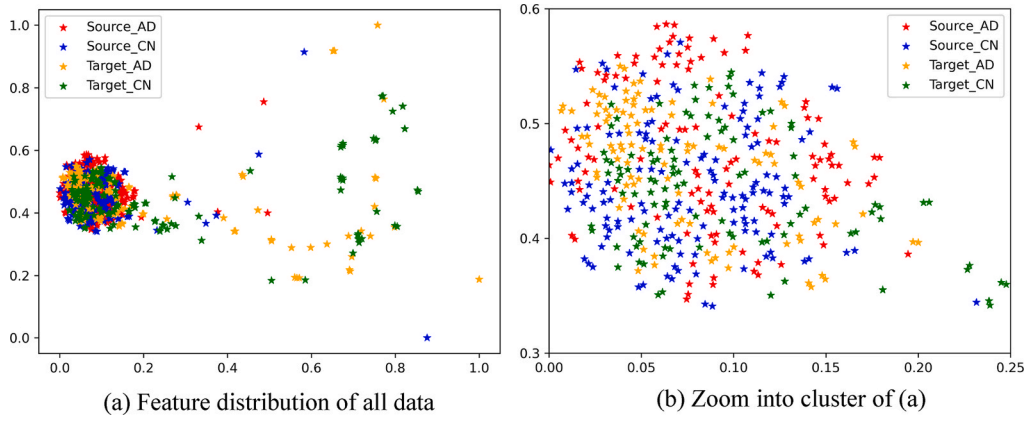 1.0
0.8
0.6
0.4
0.2
0.0
Source_AD
Source_CN
Target_AD
Target_CN
0.0 0.2 0.4 0.6 0.8 1.0
(a) Feature distribution of all data
0.6
0.5
0.4
0.3
Source_AD
Source_CN
Target_AD
Target_CN
0.00 0.05 0.10 0.15 0.20 0.25
(b) Zoom into cluster of (a)